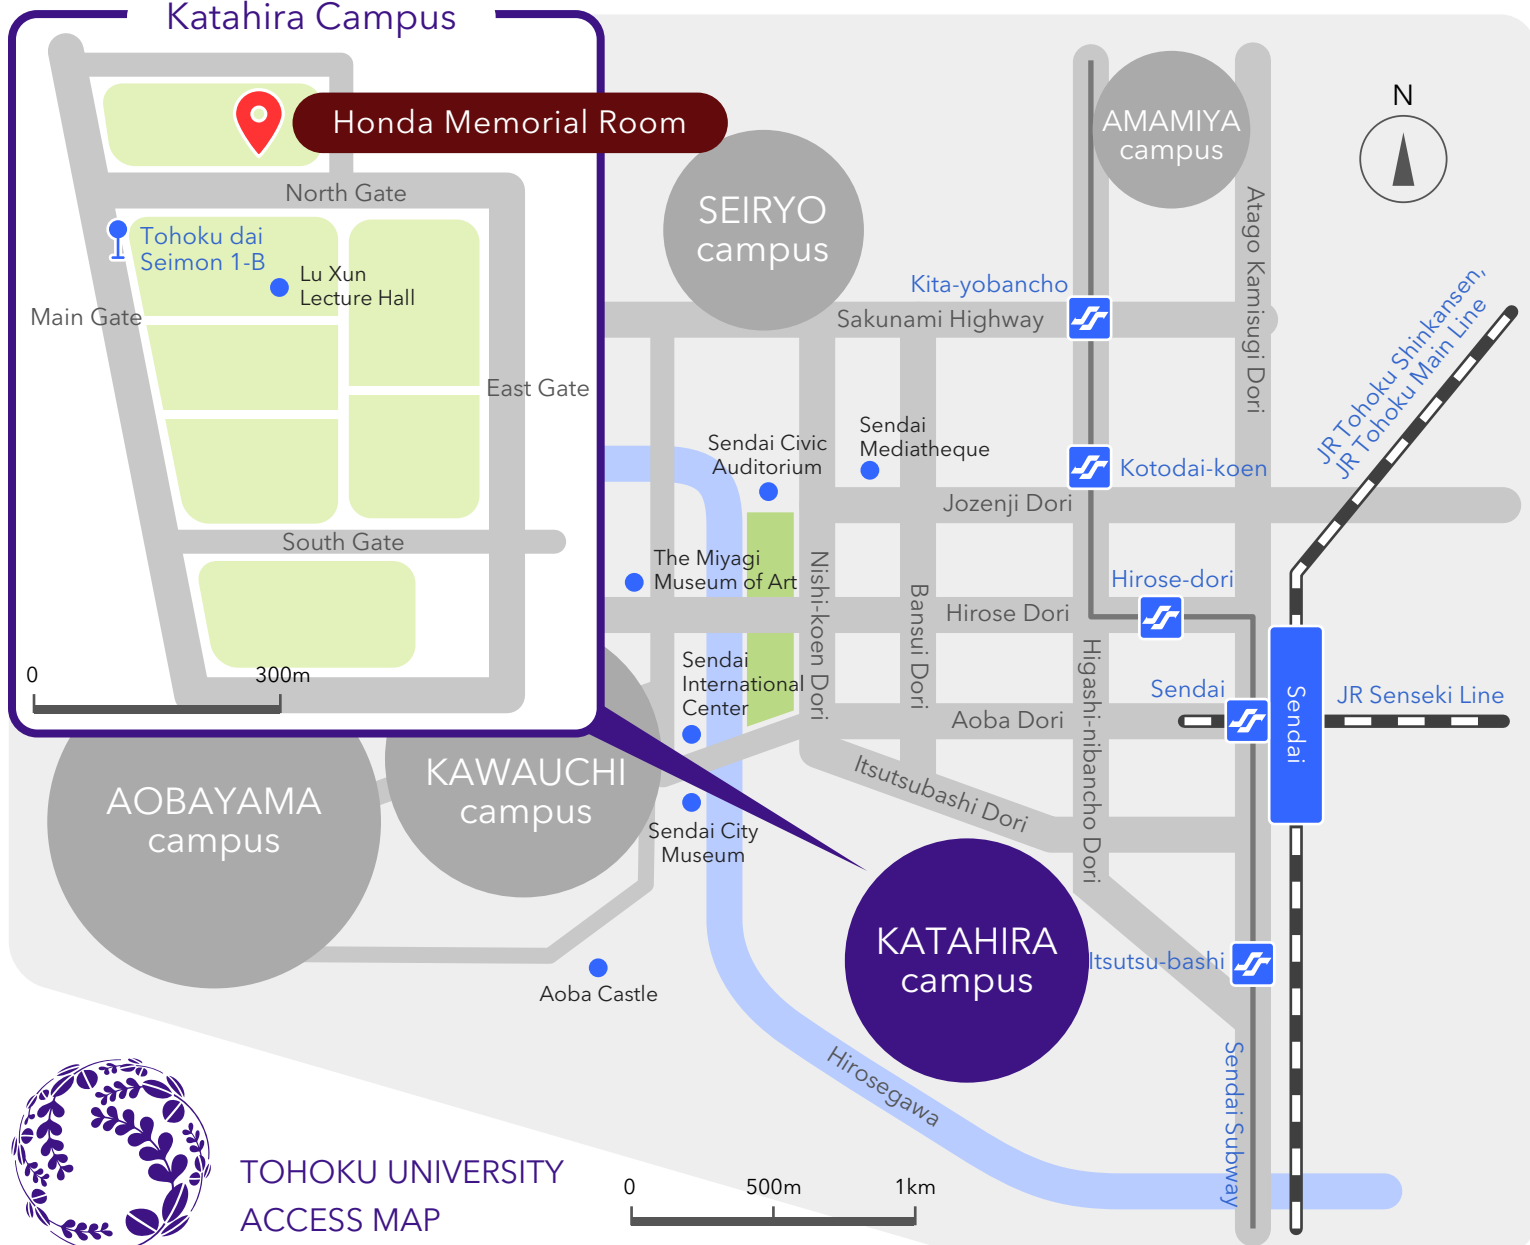 Katahira Campus
Honda Memorial Room
North Gate
Tohoku dai
Seimon 1-B
Lu Xun
Lecture Hall
Main Gate
East Gate
South Gate
0
300m
AMAMIYA
campus
N
SEIRYO
campus
Atago Kamisugi Dori
Kita-yobancho
Sakunami Highway
JR Tohoku Shinkansen,
JR Tohoku Main Line
Sendai Civic
Auditorium
Sendai
Mediatheque
Kotodai-koen
Jozenji Dori
The Miyagi
Museum of Art
Nishi-koen Dori
Bansui Dori
Hirose-dori
Hirose Dori
Higashi-nibancho Dori
Sendai
International
Center
Aoba Dori
Sendai
Sendai
JR Senseki Line
Itsutsubashi Dori
AOBAYAMA
campus
KAWAUCHI
campus
Sendai City
Museum
KATAHIRA
campus
Itsutsu-bashi
Aoba Castle
Hirosegawa
Sendai Subway
TOHOKU UNIVERSITY
ACCESS MAP
0
500m
1km